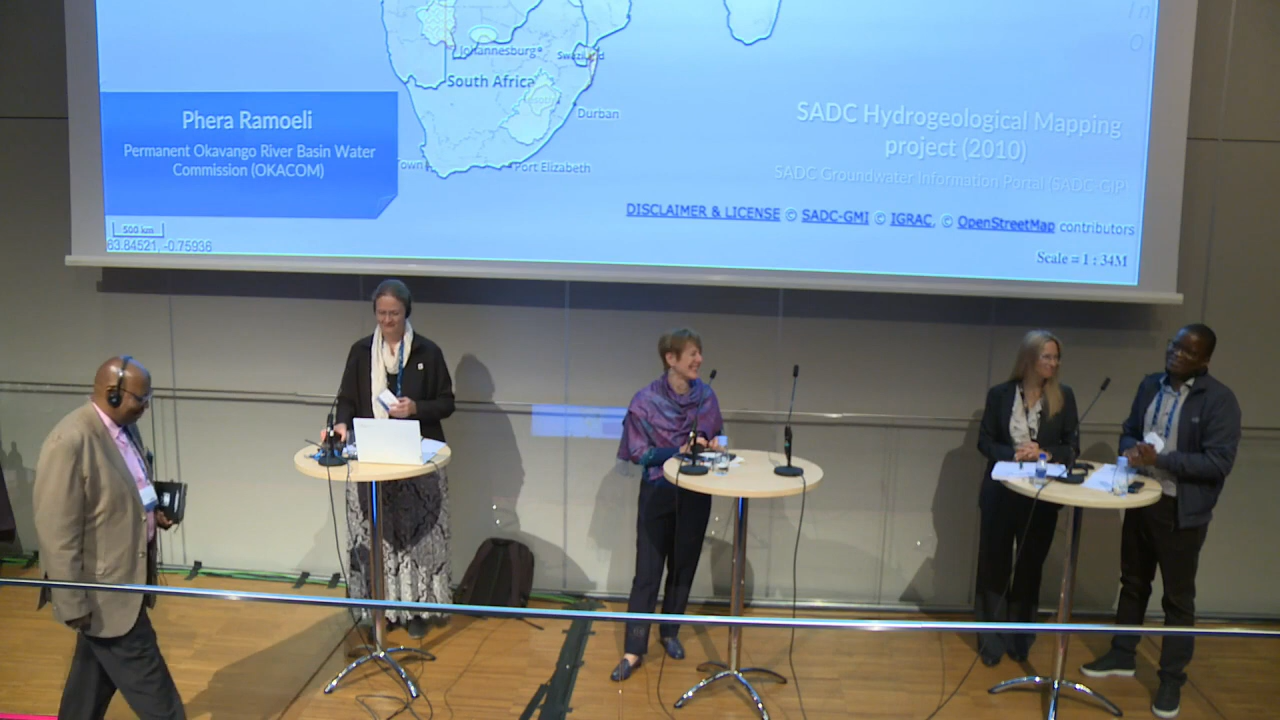 Johannesburg
Swaziland
South Africa
Lesotho
Durban
Town
Port Elizabeth
Phera Ramoeli
Permanent Okavango River Basin Water
Commission (OKACOM)
SADC Hydrogeological Mapping
project (2010)
SADC Groundwater Information Portal (SADC-GIP)
DISCLAIMER & LICENSE © SADC-GMI © IGRAC, © OpenStreetMap contributors
500 km
63.84521, -0.75936
Scale = 1 : 34M